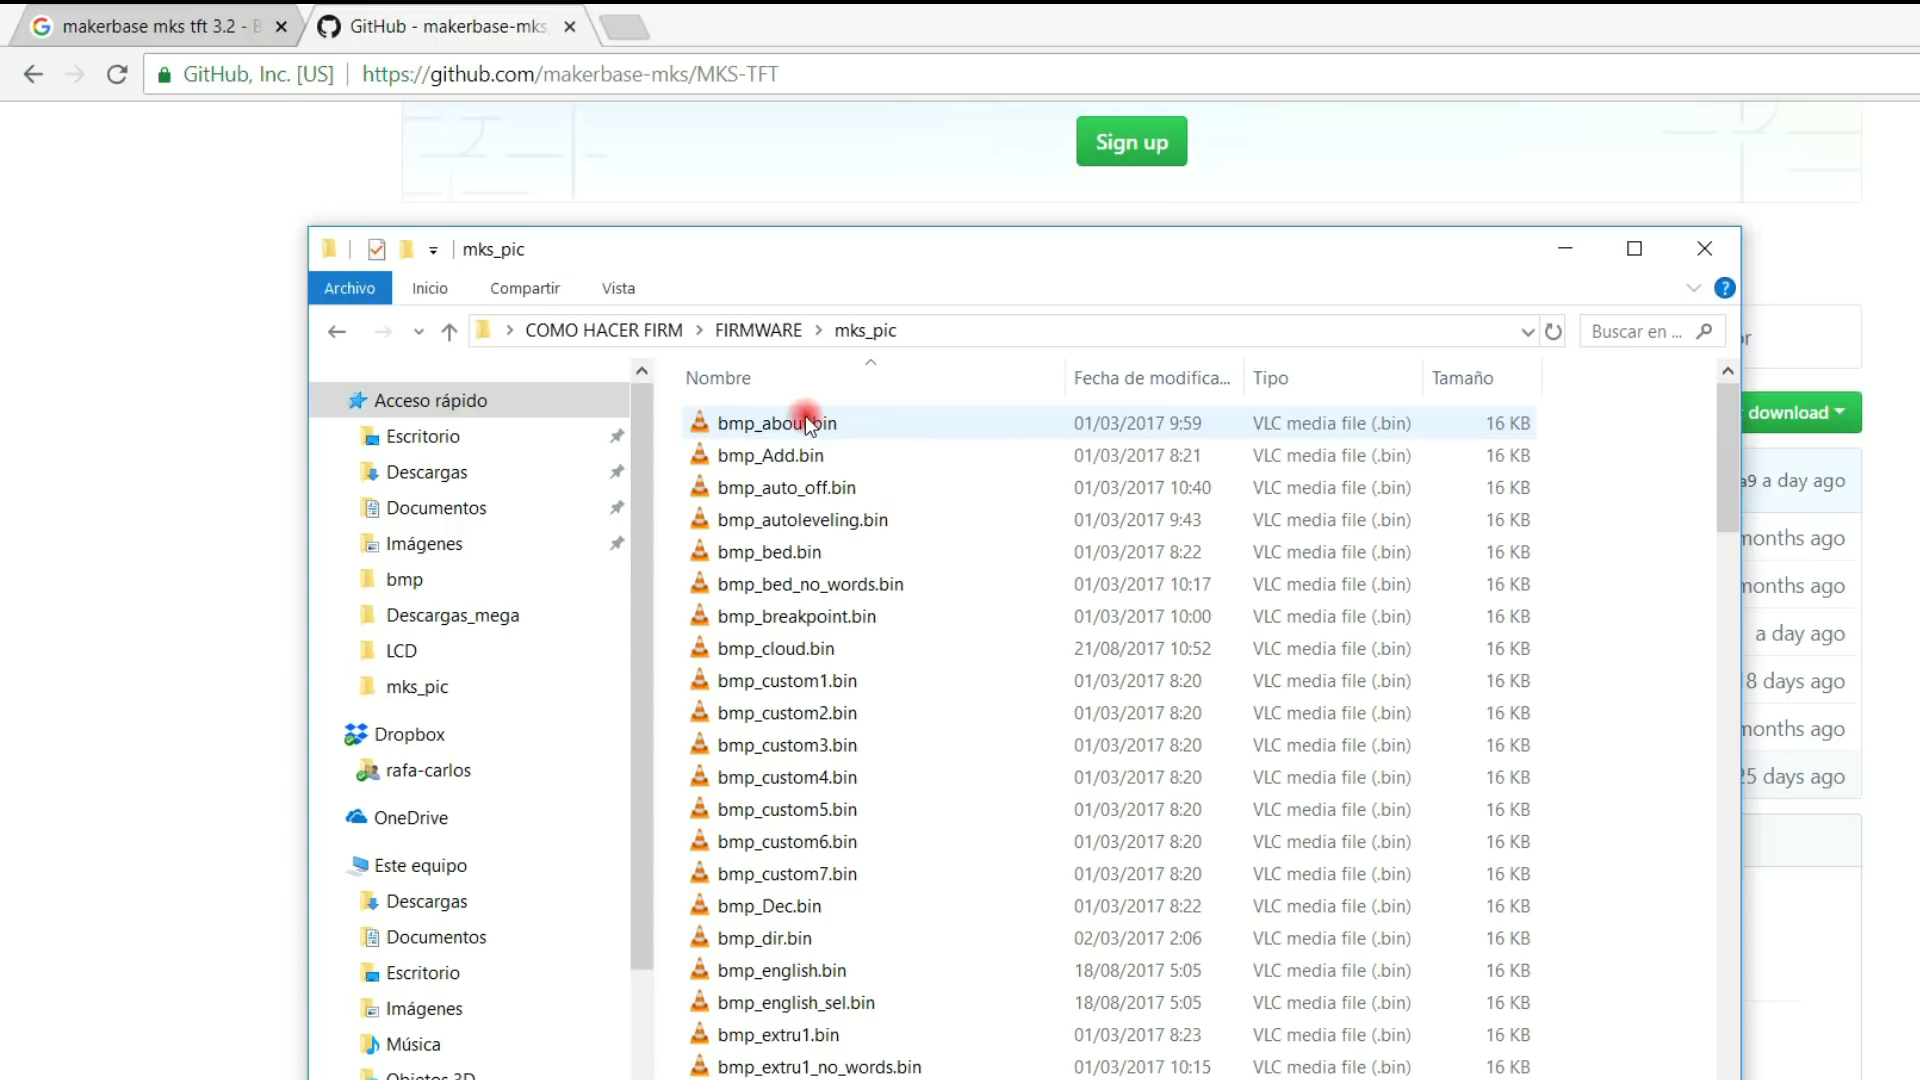 makerbase mks tft 3.2 -
GitHub - makerbase-mks
GitHub, Inc. [US] https://github.com/makerbase-mks/MKS-TFT
Sign up
mks_pic
Archivo Inicio Compartir Vista ?
> COMO HACER FIRM > FIRMWARE > mks_pic
Buscar en ...
Nombre Fecha de modifica... Tipo Tamaño
Acceso rápido
Escritorio
Descargas
Documentos
Imágenes
bmp
Descargas_mega
LCD
mks_pic
Dropbox
rafa-carlos
OneDrive
Este equipo
Descargas
Documentos
Escritorio
Imágenes
Música
Objetos 3D
bmp_about.bin 01/03/2017 9:59 VLC media file (.bin) 16 KB
bmp_Add.bin 01/03/2017 8:21 VLC media file (.bin) 16 KB
bmp_auto_off.bin 01/03/2017 10:40 VLC media file (.bin) 16 KB
bmp_autoleveling.bin 01/03/2017 9:43 VLC media file (.bin) 16 KB
bmp_bed.bin 01/03/2017 8:22 VLC media file (.bin) 16 KB
bmp_bed_no_words.bin 01/03/2017 10:17 VLC media file (.bin) 16 KB
bmp_breakpoint.bin 01/03/2017 10:00 VLC media file (.bin) 16 KB
bmp_cloud.bin 21/08/2017 10:52 VLC media file (.bin) 16 KB
bmp_custom1.bin 01/03/2017 8:20 VLC media file (.bin) 16 KB
bmp_custom2.bin 01/03/2017 8:20 VLC media file (.bin) 16 KB
bmp_custom3.bin 01/03/2017 8:20 VLC media file (.bin) 16 KB
bmp_custom4.bin 01/03/2017 8:20 VLC media file (.bin) 16 KB
bmp_custom5.bin 01/03/2017 8:20 VLC media file (.bin) 16 KB
bmp_custom6.bin 01/03/2017 8:20 VLC media file (.bin) 16 KB
bmp_custom7.bin 01/03/2017 8:20 VLC media file (.bin) 16 KB
bmp_Dec.bin 01/03/2017 8:22 VLC media file (.bin) 16 KB
bmp_dir.bin 02/03/2017 2:06 VLC media file (.bin) 16 KB
bmp_english.bin 18/08/2017 5:05 VLC media file (.bin) 16 KB
bmp_english_sel.bin 18/08/2017 5:05 VLC media file (.bin) 16 KB
bmp_extru1.bin 01/03/2017 8:23 VLC media file (.bin) 16 KB
bmp_extru1_no_words.bin 01/03/2017 10:15 VLC media file (.bin) 16 KB
download
a9 a day ago
months ago
months ago
a day ago
8 days ago
months ago
25 days ago